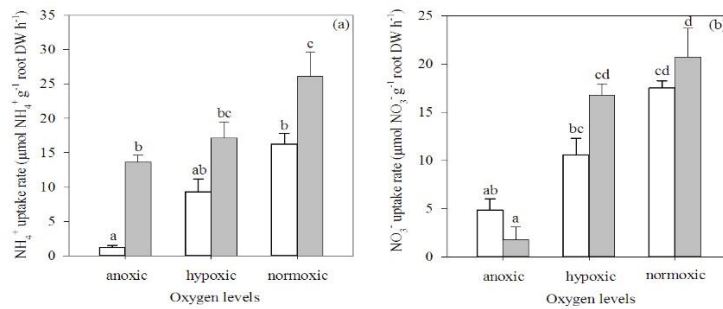 (a)
NH₄⁺ uptake rate (μmol NH₄⁺ g⁻¹ root DW h⁻¹)
35
30
25
20
15
10
5
0
a
b
ab
bc
b
c
anoxic hypoxic normoxic
Oxygen levels
(b)
NO₃⁻ uptake rate (μmol NO₃⁻ g⁻¹ root DW h⁻¹)
25
20
15
10
5
0
ab
a
bc
cd
cd
d
anoxic hypoxic normoxic
Oxygen levels